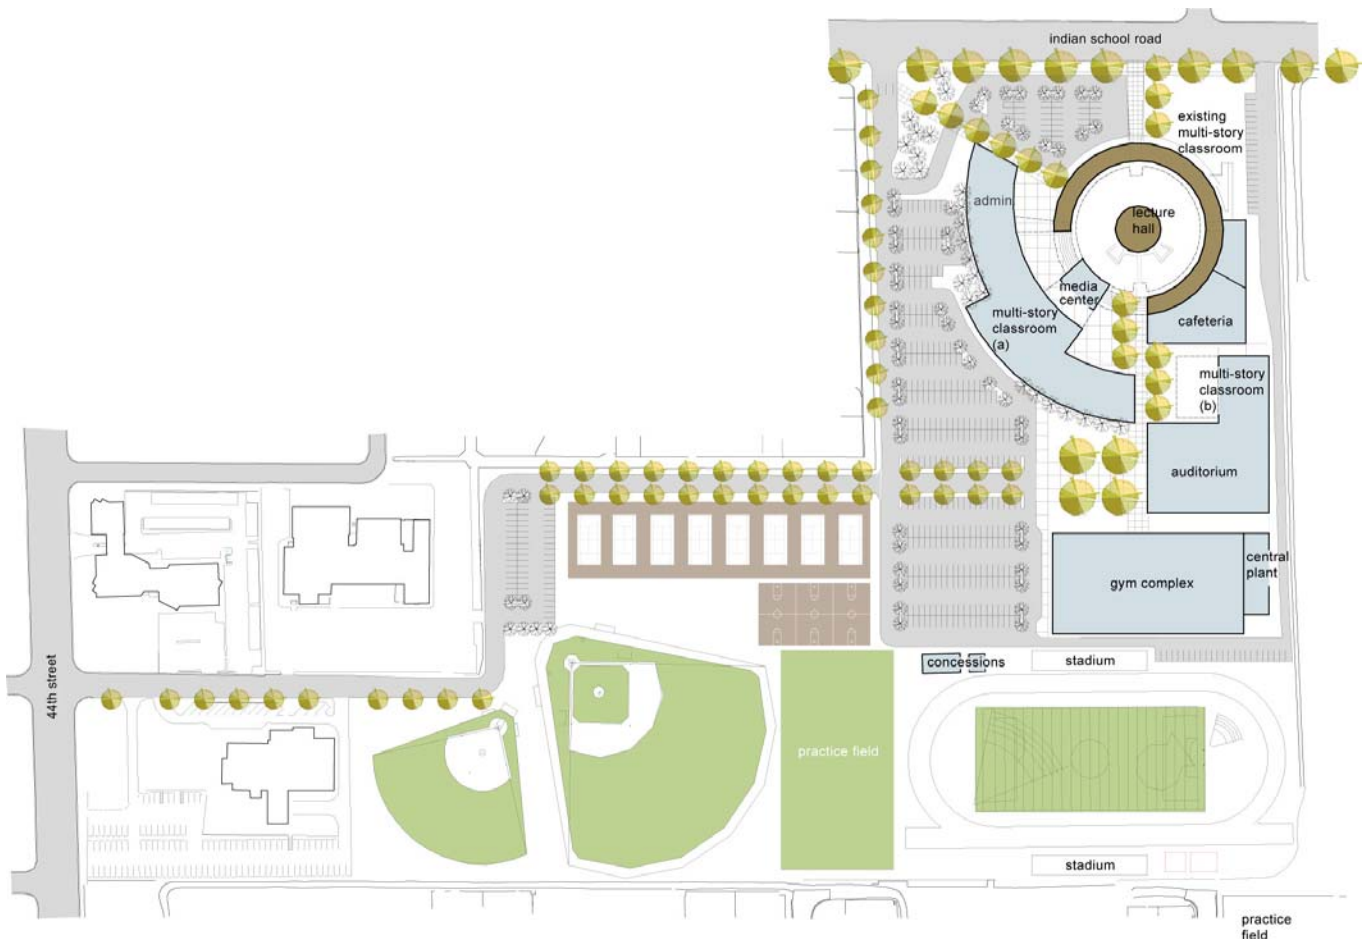 indian school road
existing
multi-story
classroom
admin
lecture
hall
media
center
multi-story
classroom
(a)
cafeteria
multi-story
classroom
(b)
auditorium
gym complex
central
plant
44th street
concessions
stadium
practice field
stadium
practice
field